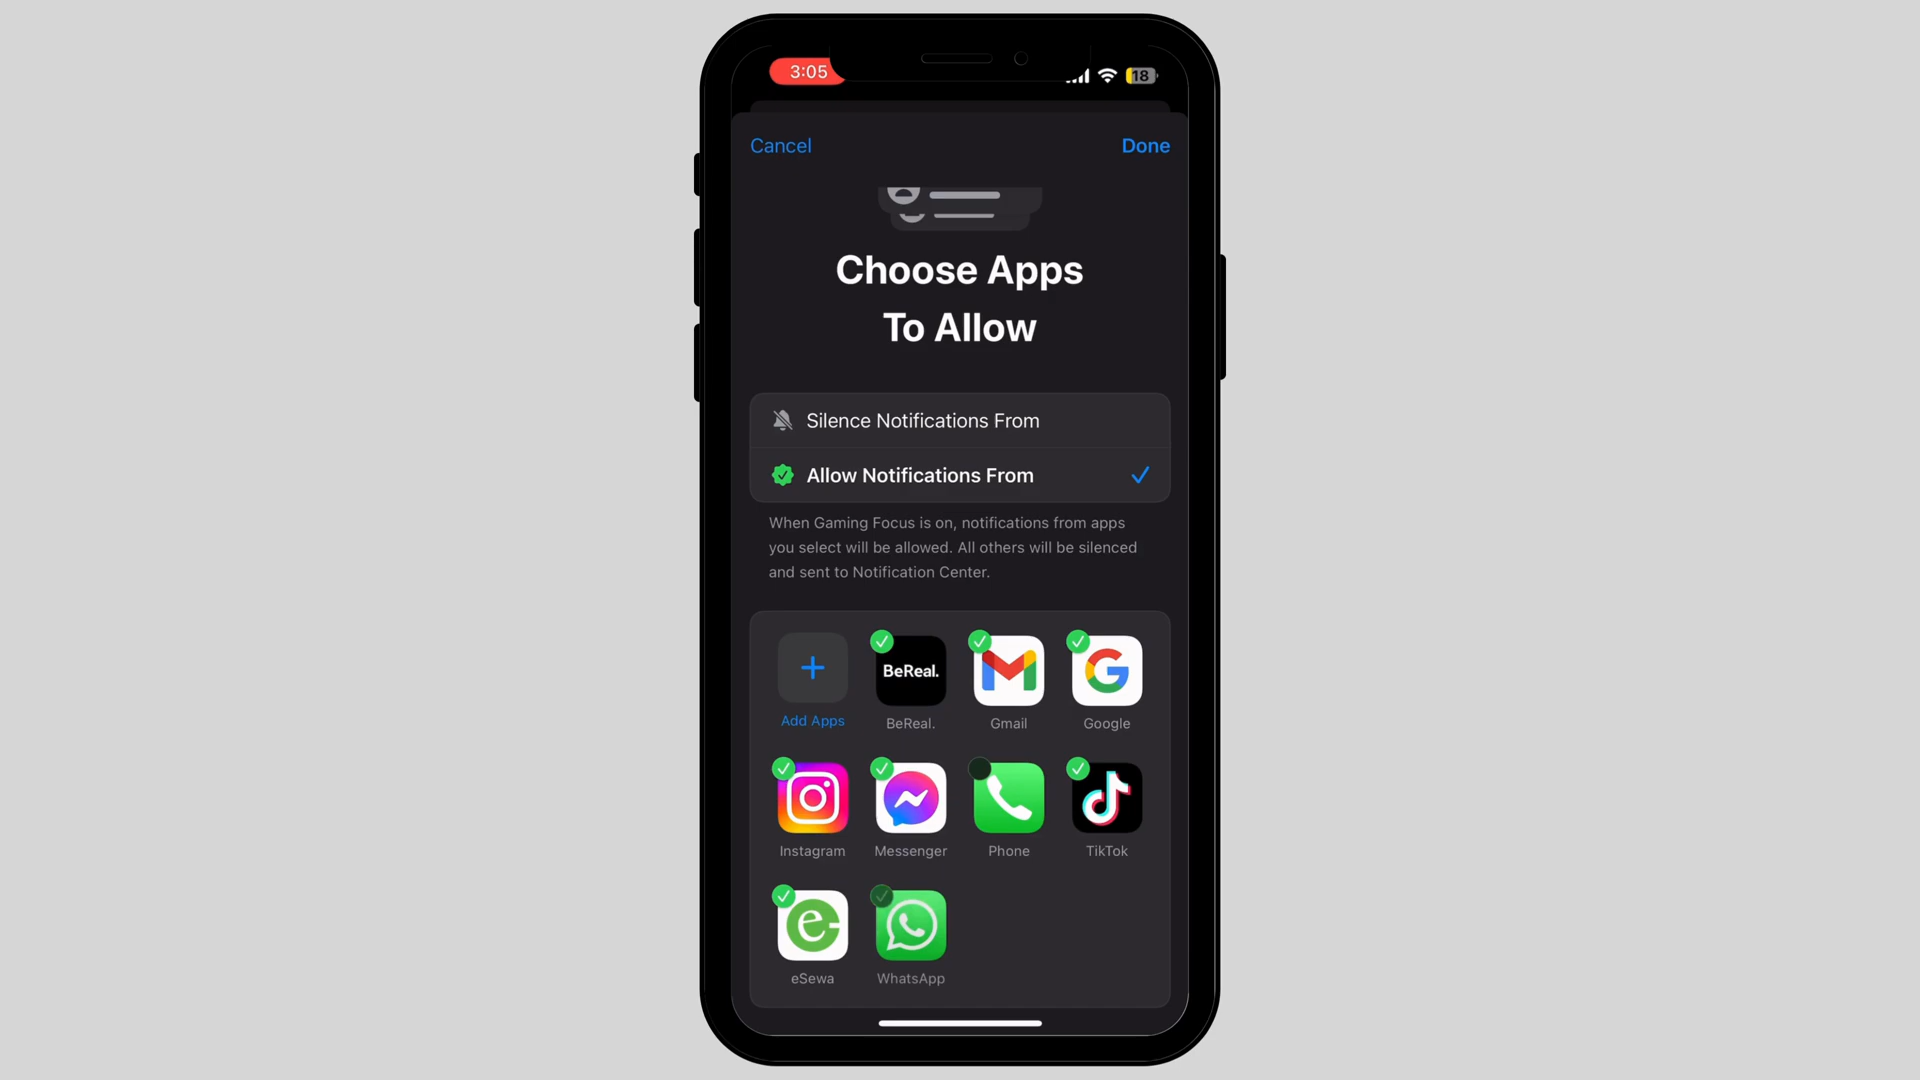 3:05
18
Cancel
Done
Choose Apps
To Allow
Silence Notifications From
Allow Notifications From
When Gaming Focus is on, notifications from apps
you select will be allowed. All others will be silenced
and sent to Notification Center.
BeReal.
Add Apps
BeReal.
Gmail
Google
Instagram
Messenger
Phone
TikTok
eSewa
WhatsApp